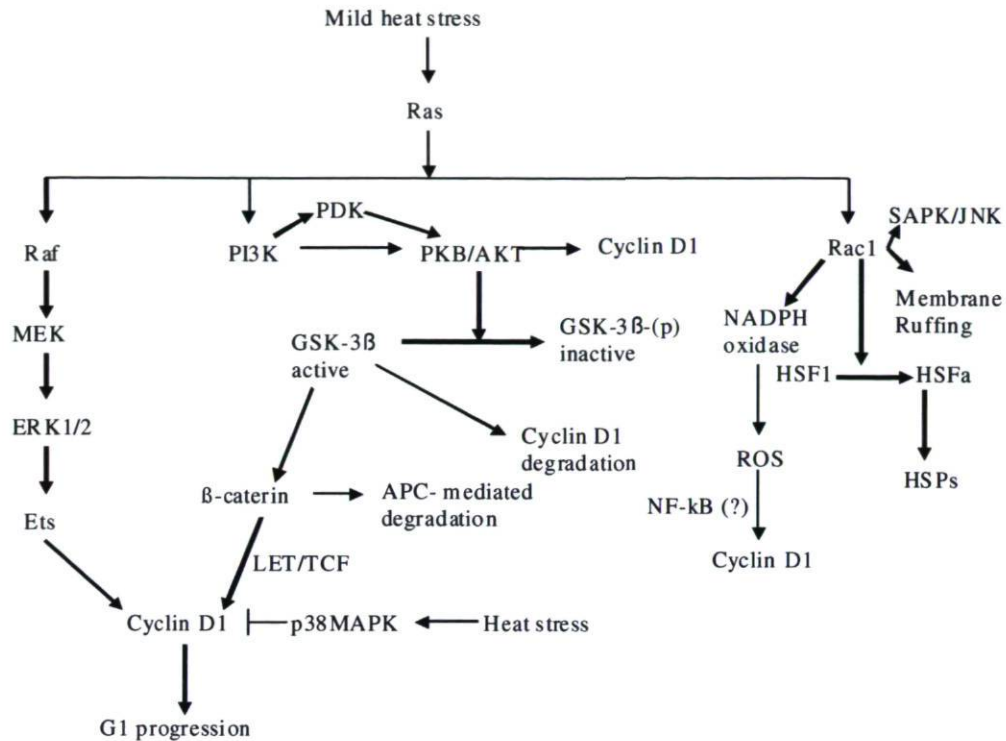 Mild heat stress
Ras
PDK
SAPK/JNK
Raf
PI3K
PKB/AKT
Cyclin D1
Rac1
MEK
GSK-3ß
active
GSK-3ß-(p)
inactive
NADPH
oxidase
Membrane
Ruffing
HSF1
HSFa
ERK1/2
Cyclin D1
degradation
ROS
HSPs
ß-caterin
APC- mediated
degradation
Ets
NF-kB (?)
LET/TCF
Cyclin D1
Cyclin D1
p38MAPK
Heat stress
G1 progression